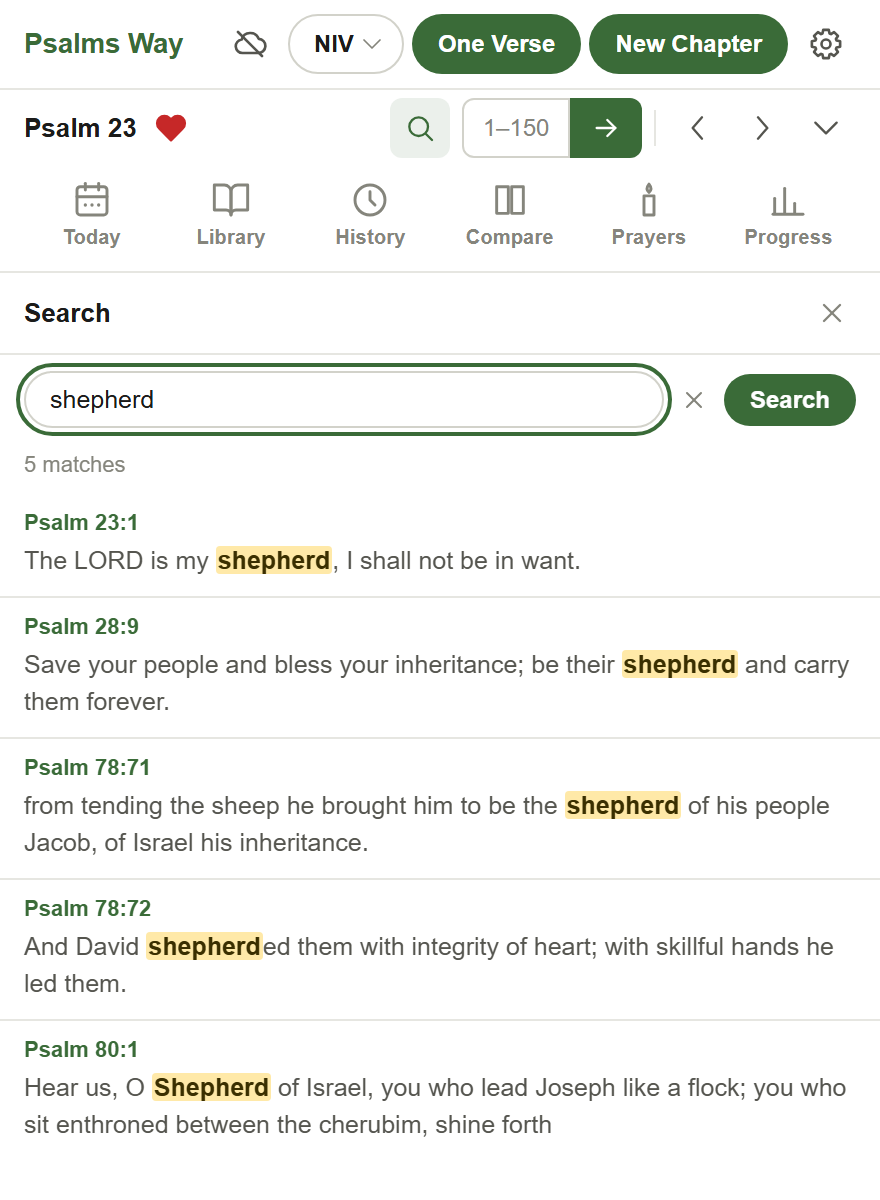 Psalms Way
NIV
One Verse
New Chapter
Psalm 23
1–150
Today
Library
History
Compare
Prayers
Progress
Search
shepherd
Search
5 matches
Psalm 23:1
The LORD is my shepherd, I shall not be in want.
Psalm 28:9
Save your people and bless your inheritance; be their shepherd and carry
them forever.
Psalm 78:71
from tending the sheep he brought him to be the shepherd of his people
Jacob, of Israel his inheritance.
Psalm 78:72
And David shepherded them with integrity of heart; with skillful hands he
led them.
Psalm 80:1
Hear us, O Shepherd of Israel, you who lead Joseph like a flock; you who
sit enthroned between the cherubim, shine forth